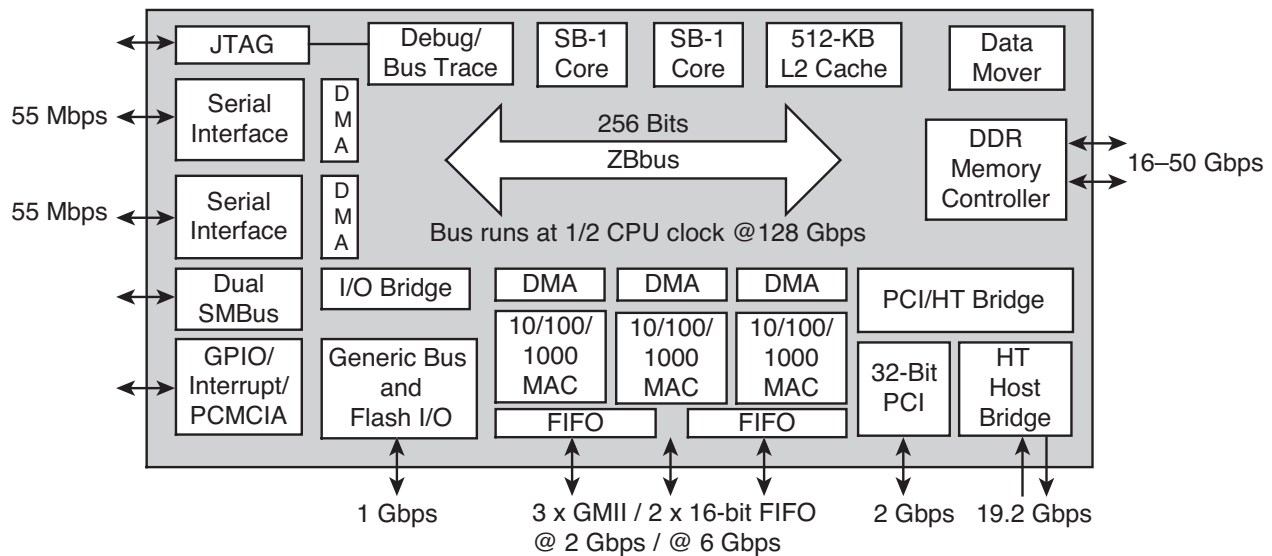 JTAG
Debug/
Bus Trace
SB-1
Core
SB-1
Core
512-KB
L2 Cache
Data
Mover
55 Mbps
Serial
Interface
D
M
A
256 Bits
ZBbus
DDR
Memory
Controller
16–50 Gbps
55 Mbps
Serial
Interface
D
M
A
Bus runs at 1/2 CPU clock @128 Gbps
Dual
SMBus
I/O Bridge
DMA
DMA
DMA
PCI/HT Bridge
GPIO/
Interrupt/
PCMCIA
Generic Bus
and
Flash I/O
10/100/
1000
MAC
10/100/
1000
MAC
10/100/
1000
MAC
32-Bit
PCI
HT
Host
Bridge
FIFO
FIFO
1 Gbps
3 x GMII / 2 x 16-bit FIFO
@ 2 Gbps / @ 6 Gbps
2 Gbps
19.2 Gbps